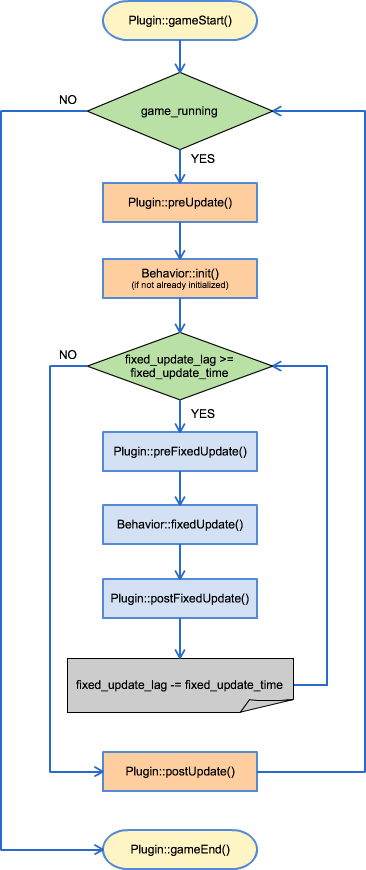 Plugin::gameStart()
NO
game_running
YES
Plugin::preUpdate()
Behavior::init()
(if not already initialized)
NO
fixed_update_lag >=
fixed_update_time
YES
Plugin::preFixedUpdate()
Behavior::fixedUpdate()
Plugin::postFixedUpdate()
fixed_update_lag -= fixed_update_time
Plugin::postUpdate()
Plugin::gameEnd()